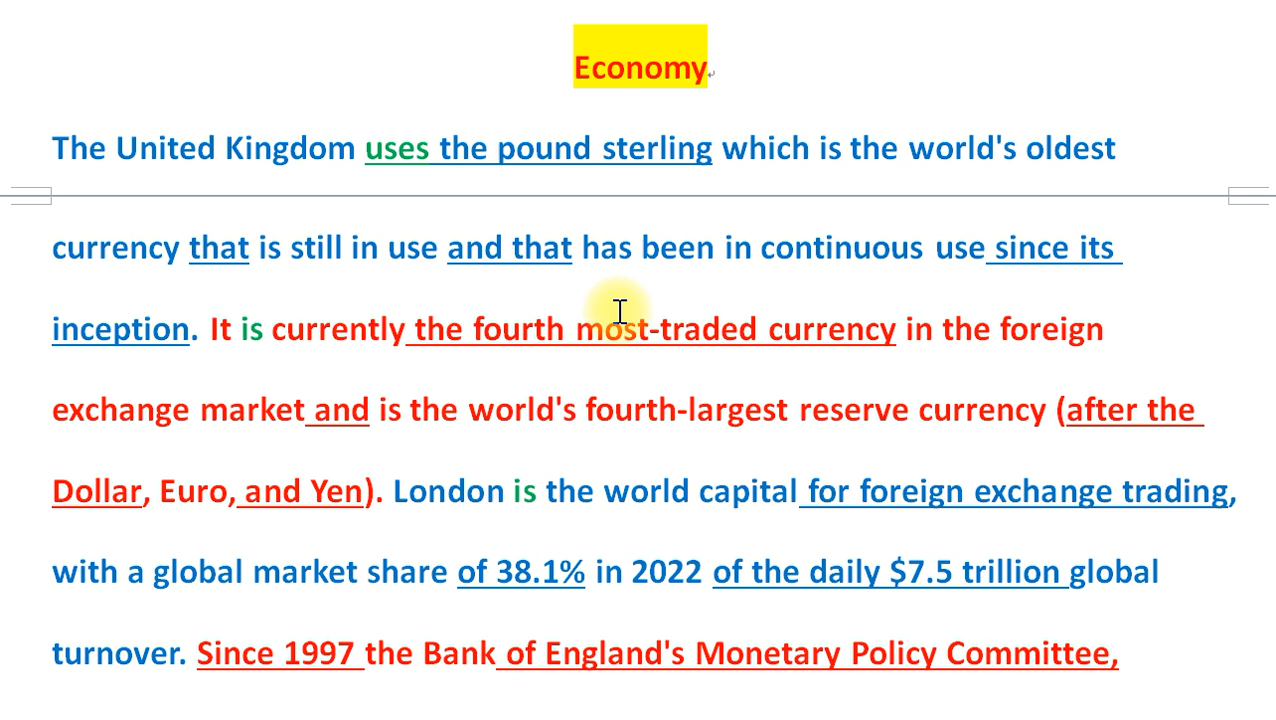 Economy
The United Kingdom uses the pound sterling which is the world's oldest
currency that is still in use and that has been in continuous use since its
inception. It is currently the fourth most-traded currency in the foreign
exchange market and is the world's fourth-largest reserve currency (after the
Dollar, Euro, and Yen). London is the world capital for foreign exchange trading,
with a global market share of 38.1% in 2022 of the daily $7.5 trillion global
turnover. Since 1997 the Bank of England's Monetary Policy Committee,